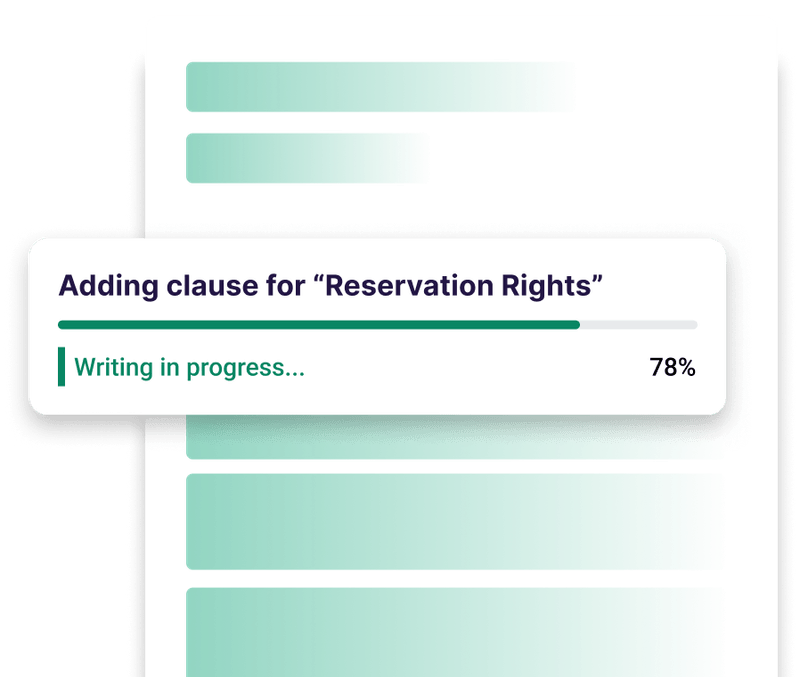 Adding clause for “Reservation Rights”
Writing in progress...
78%